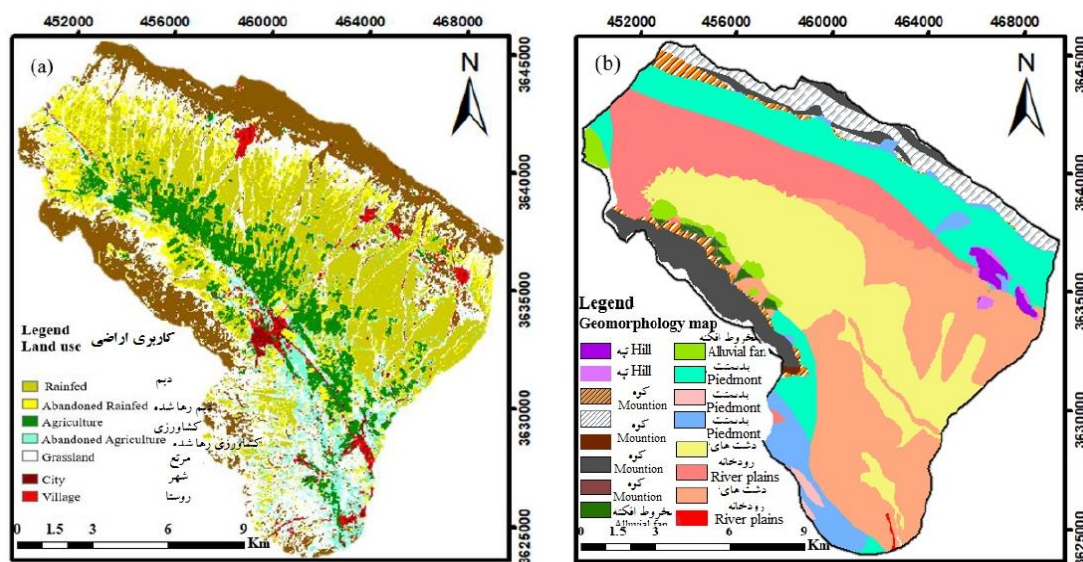 452000 456000 460000 464000 468000
(a)
N
3645000
3640000
3635000
3630000
3625000
Legend
Land use کاربری اراضی
Rainfed دیم
Abandoned Rainfed دیم رها شده
Agriculture کشاورزی
Abandoned Agriculture کشاورزی رها شده
Grassland مرتع
City شهر
Village روستا
0 1.5 3 6 9
Km
452000 456000 460000 464000 468000
(b)
N
3645000
3640000
3635000
3630000
3625000
Legend
Geomorphology map
تپه Hill
تپه Hill
کوه
Mountion
کوه
Mountion
کوه
Mountion
کوه
Mountion
مخروط افکنه
Alluvial fan
مخروط افکنه
Alluvial fan
پدیمنت
Piedmont
پدیمنت
Piedmont
پدیمنت
Piedmont
دشت های
رودخانه
River plains
دشت های
رودخانه
River plains
0 1.5 3 6 9
Km